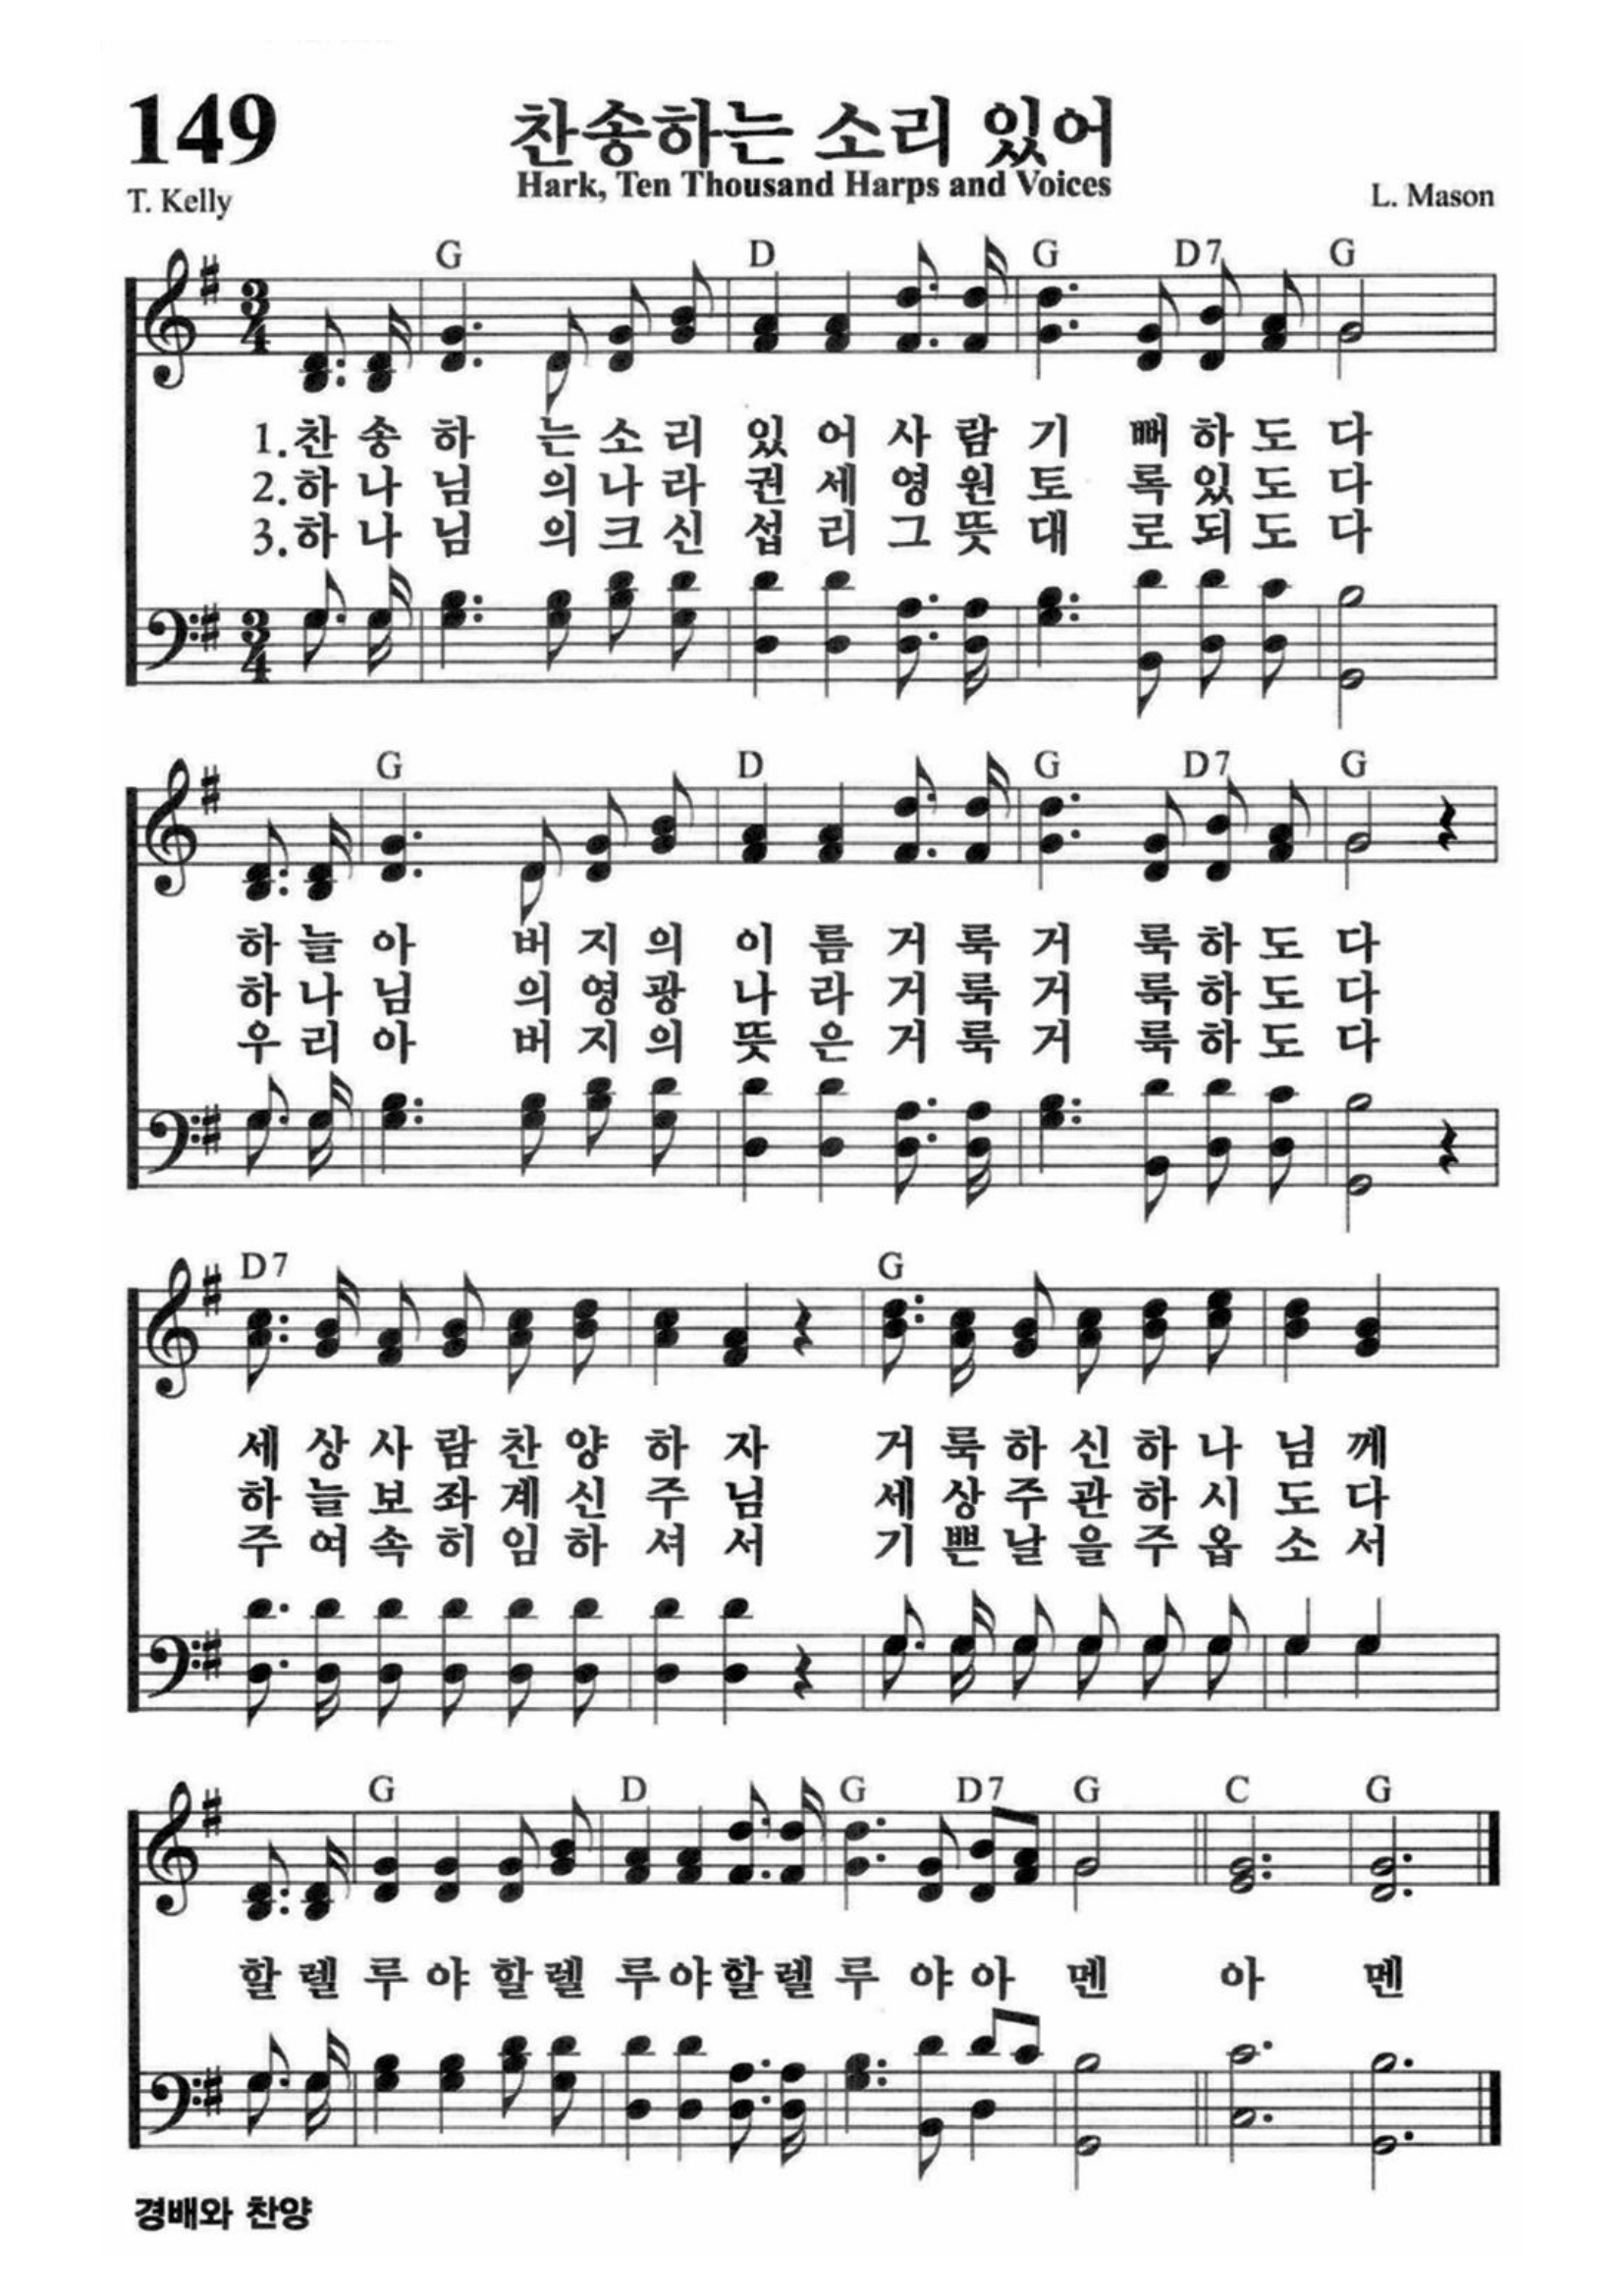 149
찬송하는 소리 있어
Hark, Ten Thousand Harps and Voices
T. Kelly
L. Mason
G D G D7 G
3 4
1.찬 송 하 는 소 리 있 어 사 람 기 뻐 하 도 다
2.하 나 님 의 나 라 권 세 영 원 토 록 있 도 다
3.하 나 님 의 크 신 섭 리 그 뜻 대 로 되 도 다
3 4
G D G D7 G
하 늘 아 버 지 의 이 름 거 룩 거 룩 하 도 다
하 나 님 의 영 광 나 라 거 룩 거 룩 하 도 다
우 리 아 버 지 의 뜻 은 거 룩 거 룩 하 도 다
D7 G
세 상 사 람 찬 양 하 자 거 룩 하 신 하 나 님 께
하 늘 보 좌 계 신 주 님 세 상 주 관 하 시 도 다
주 여 속 히 임 하 셔 서 기 쁜 날 을 주 옵 소 서
G D G D7 G C G
할 렐 루 야 할 렐 루 야 할 렐 루 야 아 멘 아 멘
경배와 찬양